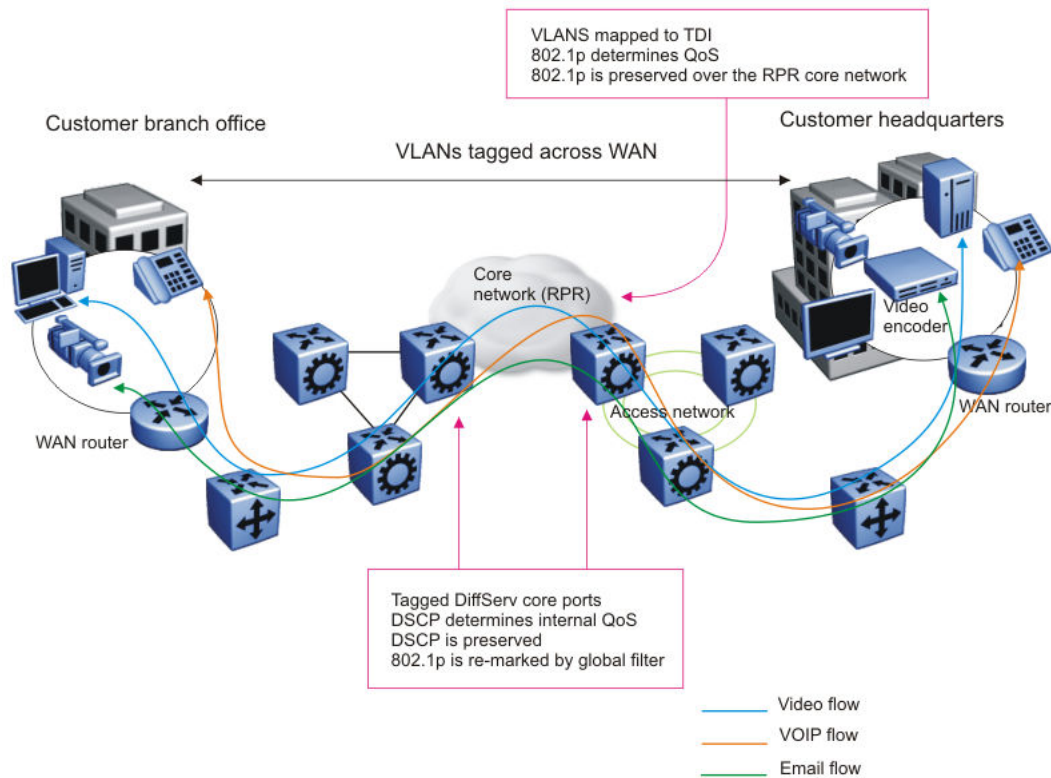 VLANS mapped to TDI
802.1p determines QoS
802.1p is preserved over the RPR core network
Customer branch office
Customer headquarters
VLANs tagged across WAN
Core
network (RPR)
Video
encoder
Access network
WAN router
WAN router
Tagged DiffServ core ports
DSCP determines internal QoS
DSCP is preserved
802.1p is re-marked by global filter
Video flow
VOIP flow
Email flow